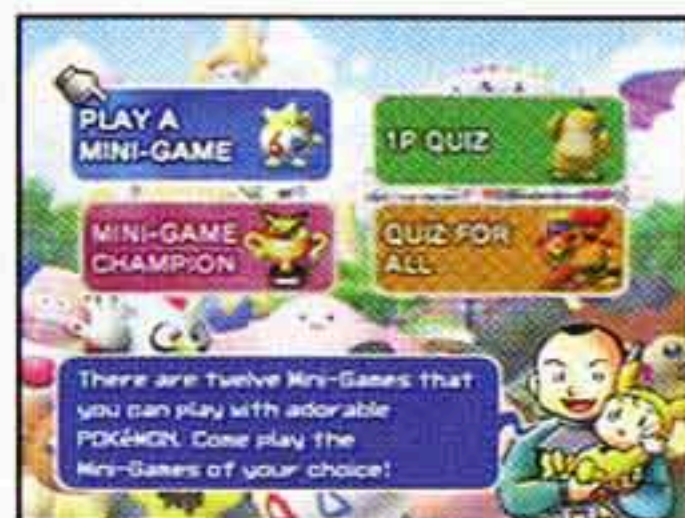 PLAY A
MINI-GAME
1P QUIZ
MINI-GAME
CHAMPION
QUIZ FOR
ALL
There are twelve Mini-Games that
you can play with adorable
POKéMON. Come play the
Mini-Games of your choice!